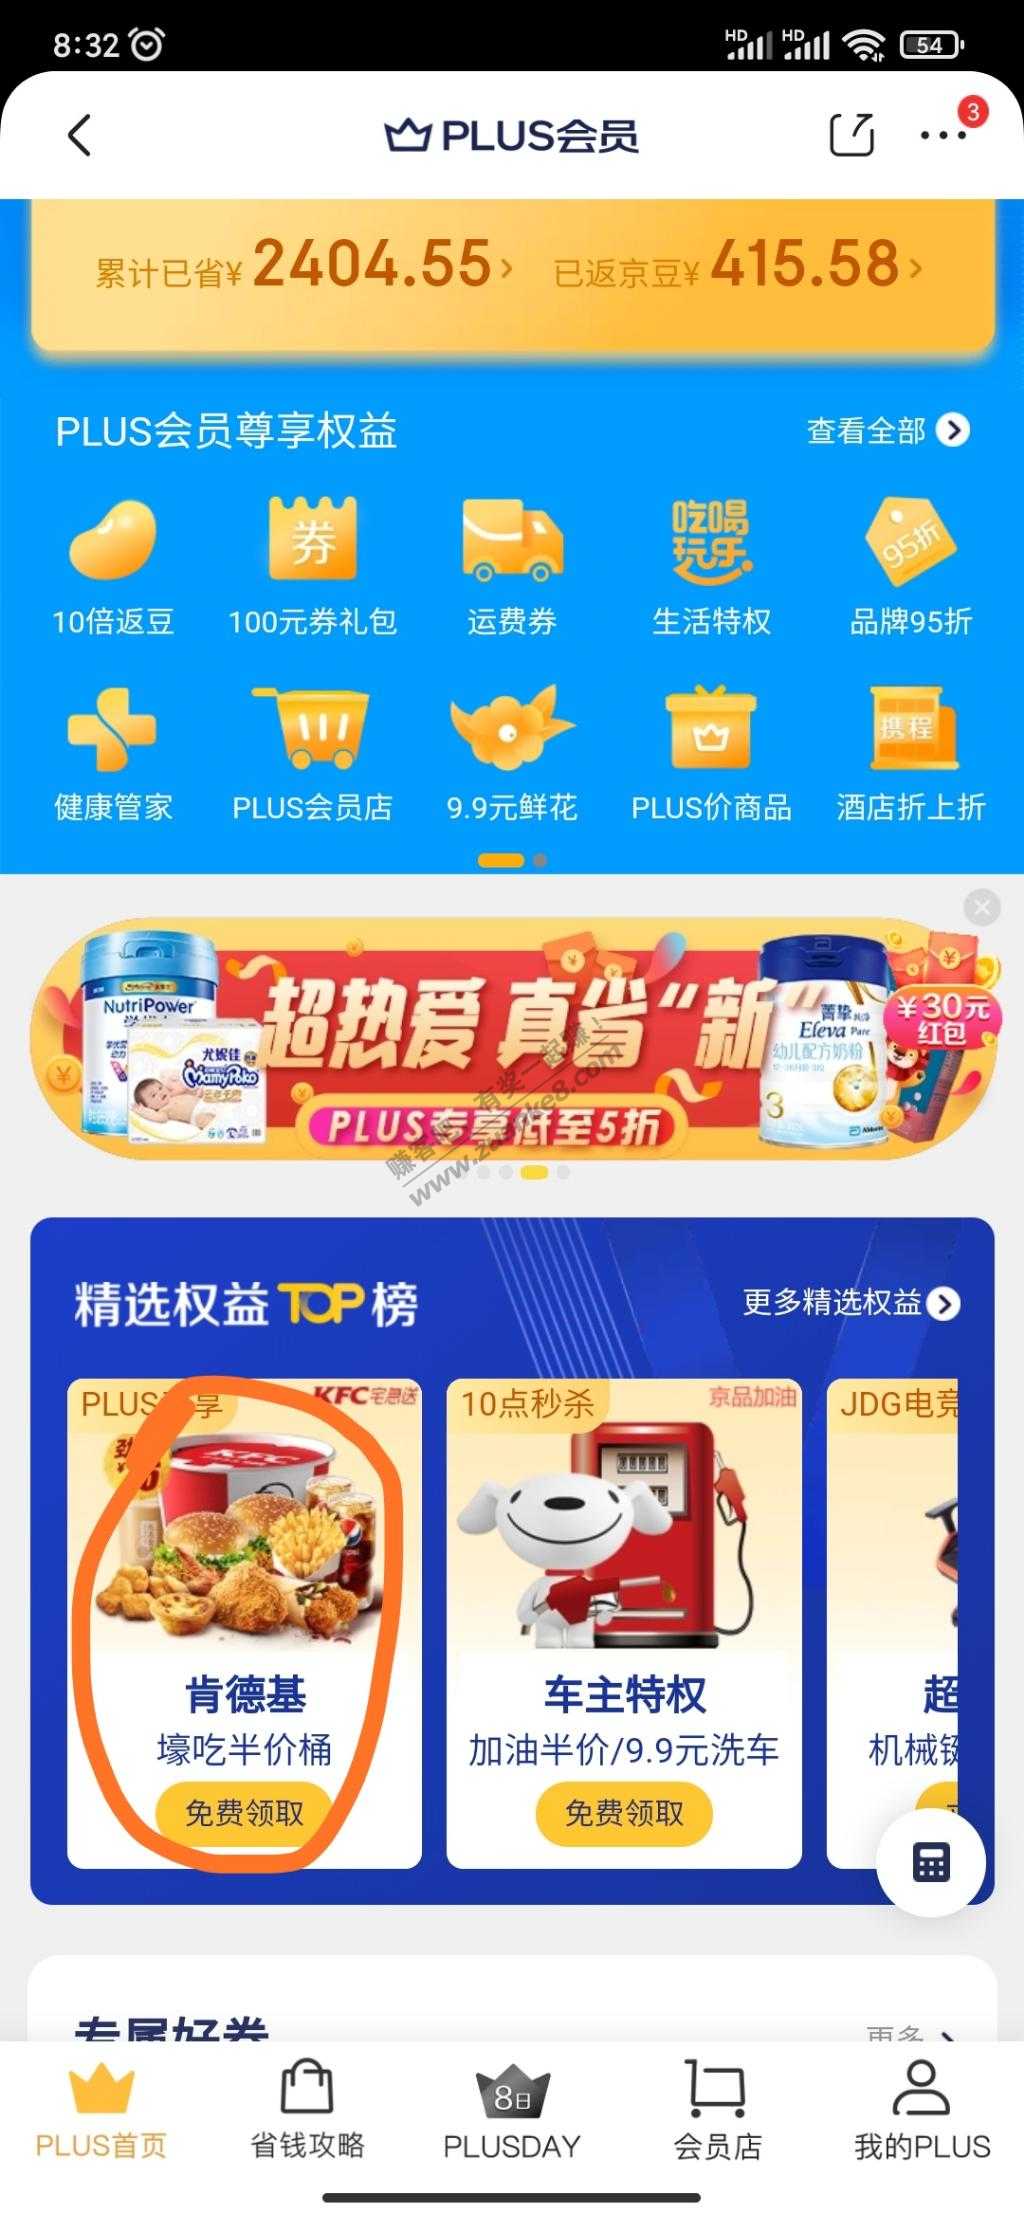 8:32
HD HD 54
PLUS会员
3
累计已省¥ 2404.55 已返京豆¥ 415.58
PLUS会员尊享权益 查看全部
券 吃喝玩乐 95折
10倍返豆 100元券礼包 运费券 生活特权 品牌95折
携程
健康管家 PLUS会员店 9.9元鲜花 PLUS价商品 酒店折上折
NutriPower
尤妮佳
MamyPoko
超热爱 真省“新”
PLUS专享低至5折
菁挚 纯净
Eleva Pure
幼儿配方奶粉
3
¥30元
红包
赚客吧 有奖一起赚!
www.zuanke8.com
精选权益TOP榜 更多精选权益
PLUS 享 KFC宅急送
KFC
肯德基
壕吃半价桶
免费领取
10点秒杀 京品加油
车主特权
加油半价/9.9元洗车
免费领取
JDG电竞
超
机械键
专属好券 更多
PLUS首页 省钱攻略 8日 PLUSDAY 会员店 我的PLUS